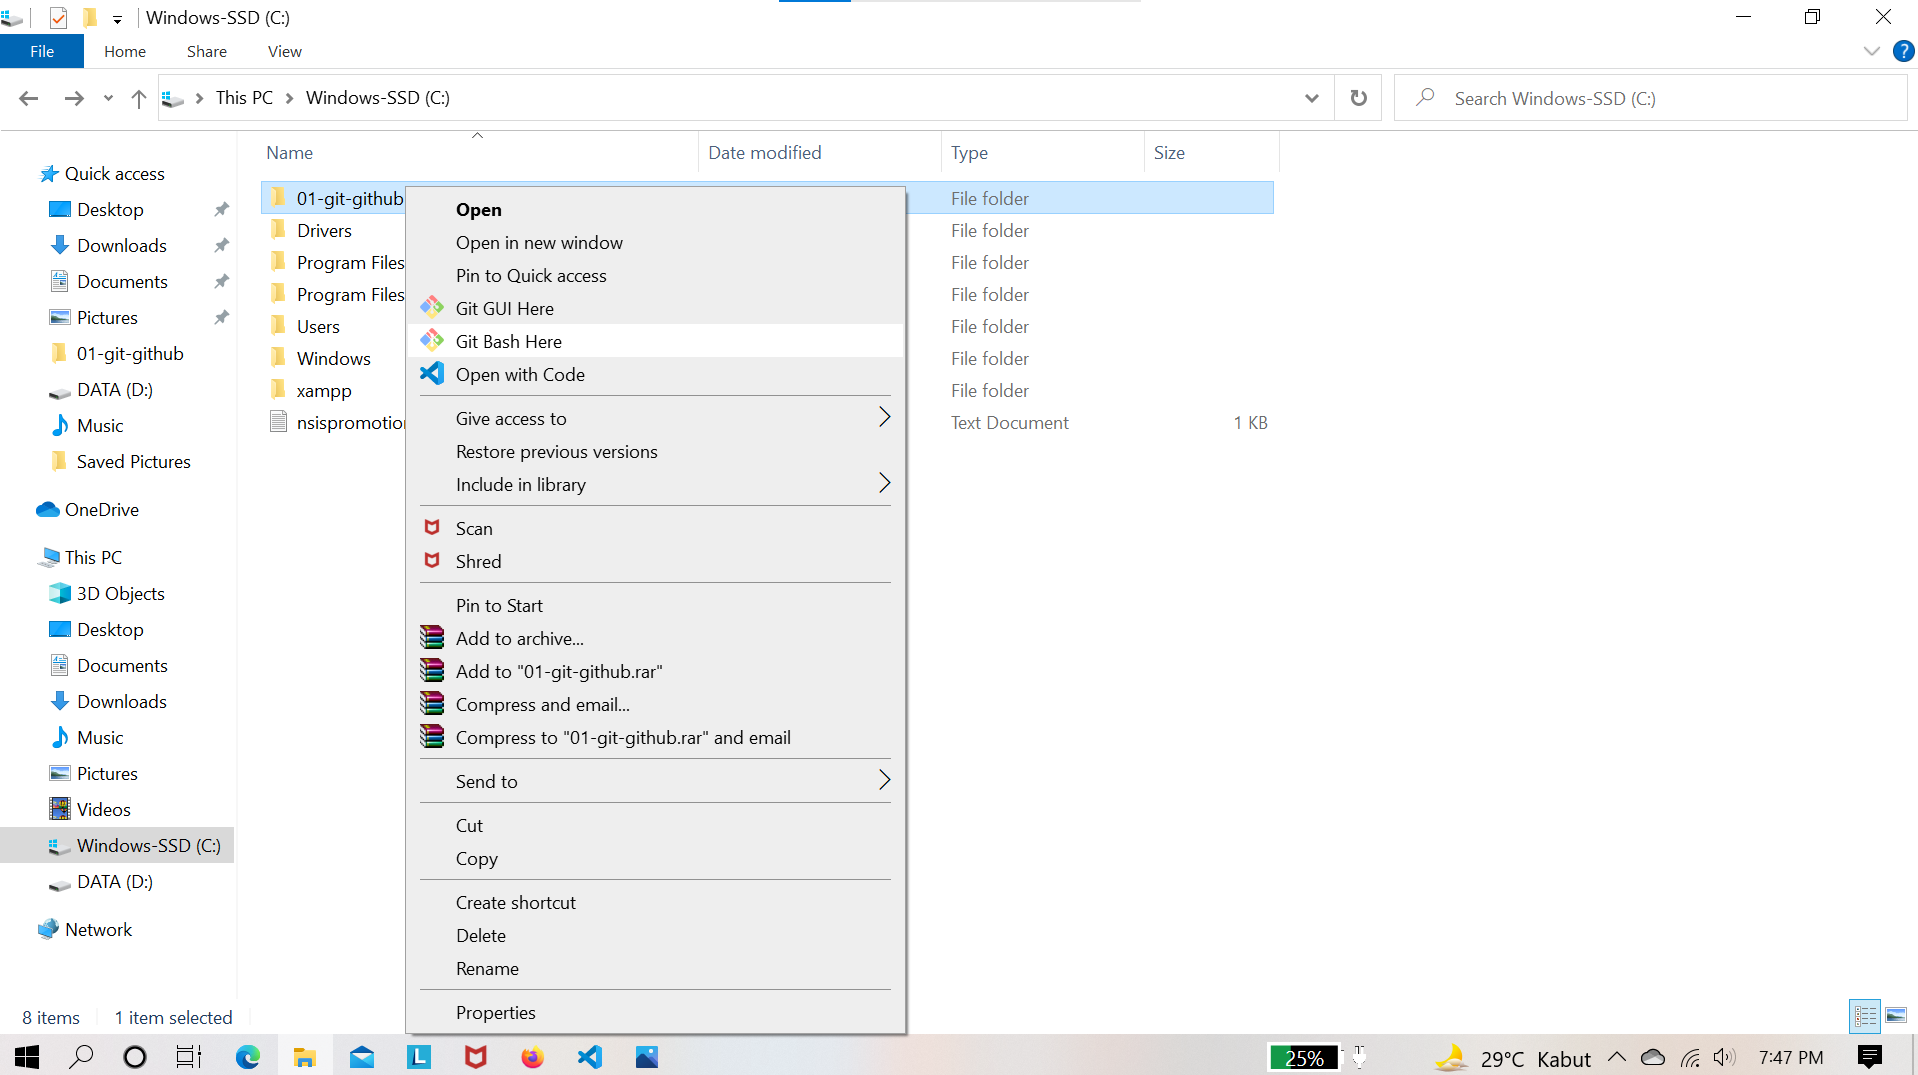 Windows-SSD (C:)
File Home Share View
This PC Windows-SSD (C:)
Search Windows-SSD (C:)
Name Date modified Type Size
Quick access
Desktop
Downloads
Documents
Pictures
01-git-github
DATA (D:)
Music
Saved Pictures
OneDrive
This PC
3D Objects
Desktop
Documents
Downloads
Music
Pictures
Videos
Windows-SSD (C:)
DATA (D:)
Network
01-git-github File folder
Drivers File folder
Program Files File folder
Program Files File folder
Users File folder
Windows File folder
xampp File folder
nsispromotion Text Document 1 KB
Open
Open in new window
Pin to Quick access
Git GUI Here
Git Bash Here
Open with Code
Give access to
Restore previous versions
Include in library
Scan
Shred
Pin to Start
Add to archive...
Add to "01-git-github.rar"
Compress and email...
Compress to "01-git-github.rar" and email
Send to
Cut
Copy
Create shortcut
Delete
Rename
Properties
8 items 1 item selected
L
25% 29°C Kabut 7:47 PM